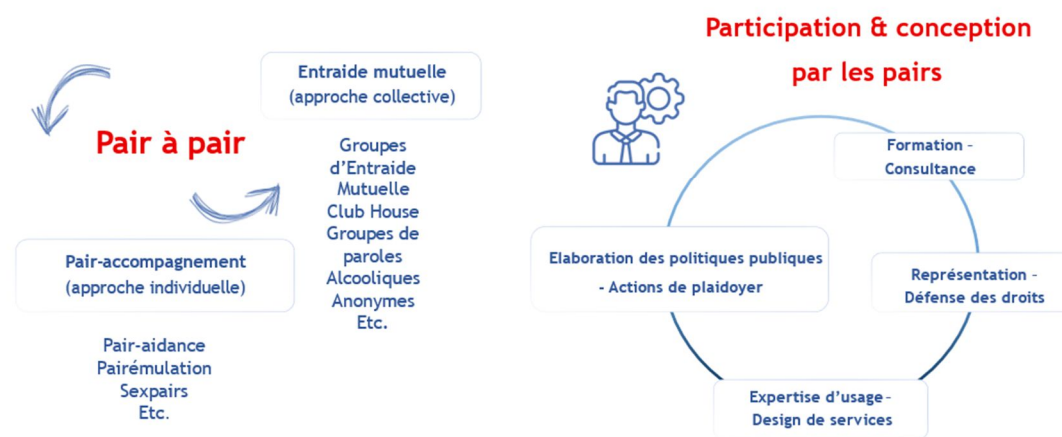 Pair à pair
Entraide mutuelle
(approche collective)
Groupes
d’Entraide
Mutuelle
Club House
Groupes de
paroles
Alcooliques
Anonymes
Etc.
Pair-accompagnement
(approche individuelle)
Pair-aidance
Pairémulation
Sexpairs
Etc.
Participation & conception
par les pairs
Formation –
Consultance
Elaboration des politiques publiques
- Actions de plaidoyer
Représentation –
Défense des droits
Expertise d’usage–
Design de services